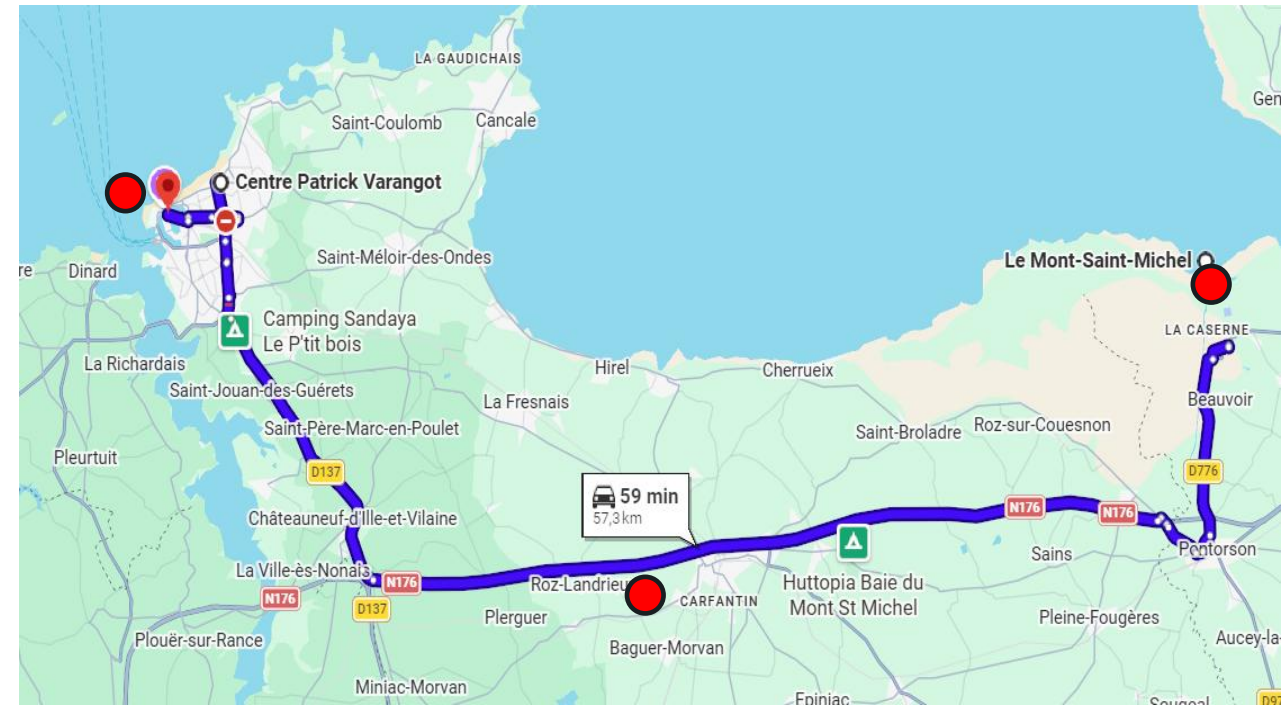 LA GAUDICHAIS
Gen
Saint-Coulomb
Cancale
Centre Patrick Varangot
re
Dinard
Saint-Méloir-des-Ondes
Le Mont-Saint-Michel
Camping Sandaya
Le P'tit bois
LA CASERNE
La Richardais
Hirel
Cherrueix
Saint-Jouan-des-Guérets
La Fresnais
Beauvoir
Saint-Père-Marc-en-Poulet
Saint-Broladre
Roz-sur-Couesnon
Pleurtuit
D137
D776
59 min
57,3 km
Châteauneuf-d'Ille-et-Vilaine
N176
N176
Sains
Pontorson
La Ville-ès-Nonais
N176
Roz-Landrieu
Huttopia Baie du
Mont St Michel
N176
D137
CARFANTIN
Plerguer
Pleine-Fougères
Plouër-sur-Rance
Baguer-Morvan
Aucey-la-
Miniac-Morvan
Epiniac
Sougeal
D97